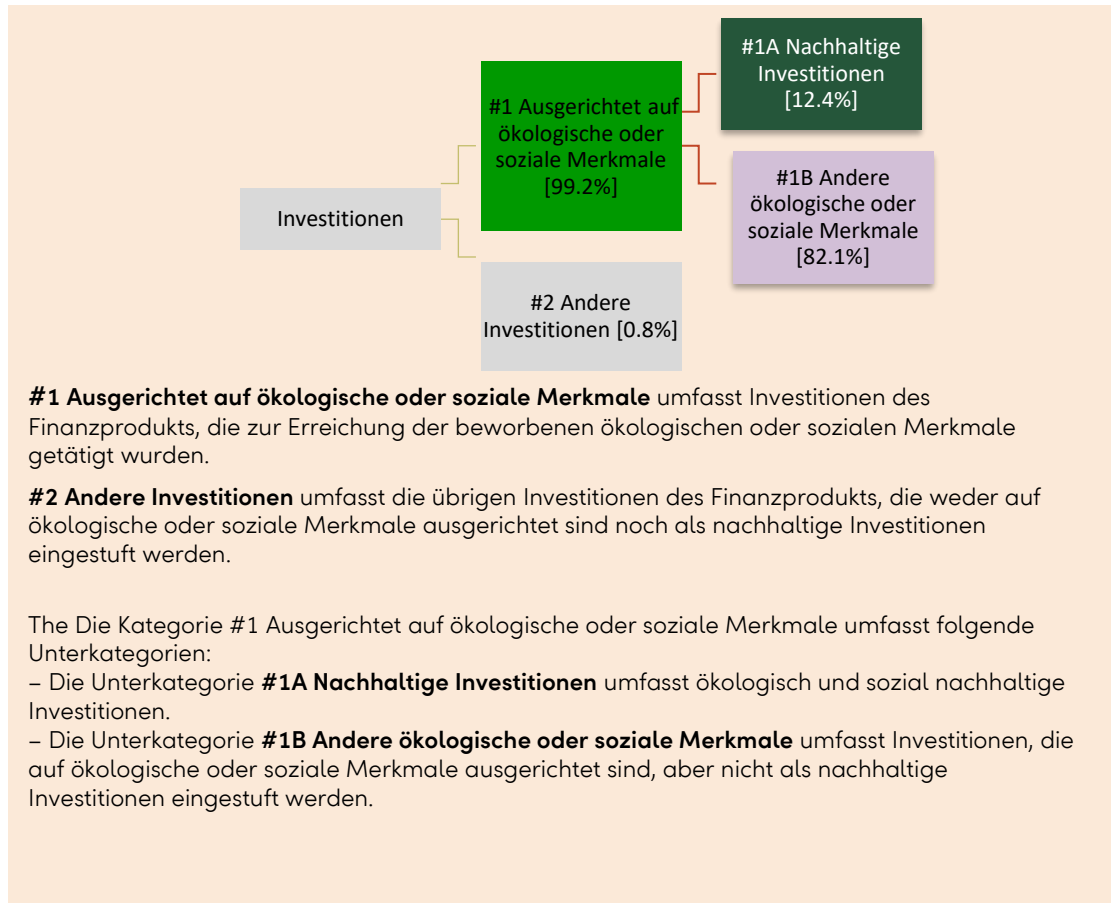 #1A Nachhaltige
Investitionen
[12.4%]
#1 Ausgerichtet auf
ökologische oder
soziale Merkmale
[99.2%]
#1B Andere
ökologische oder
soziale Merkmale
[82.1%]
Investitionen
#2 Andere
Investitionen [0.8%]
#1 Ausgerichtet auf ökologische oder soziale Merkmale umfasst Investitionen des
Finanzprodukts, die zur Erreichung der beworbenen ökologischen oder sozialen Merkmale
getätigt wurden.
#2 Andere Investitionen umfasst die übrigen Investitionen des Finanzprodukts, die weder auf
ökologische oder soziale Merkmale ausgerichtet sind noch als nachhaltige Investitionen
eingestuft werden.
The Die Kategorie #1 Ausgerichtet auf ökologische oder soziale Merkmale umfasst folgende
Unterkategorien:
– Die Unterkategorie #1A Nachhaltige Investitionen umfasst ökologisch und sozial nachhaltige
Investitionen.
– Die Unterkategorie #1B Andere ökologische oder soziale Merkmale umfasst Investitionen, die
auf ökologische oder soziale Merkmale ausgerichtet sind, aber nicht als nachhaltige
Investitionen eingestuft werden.